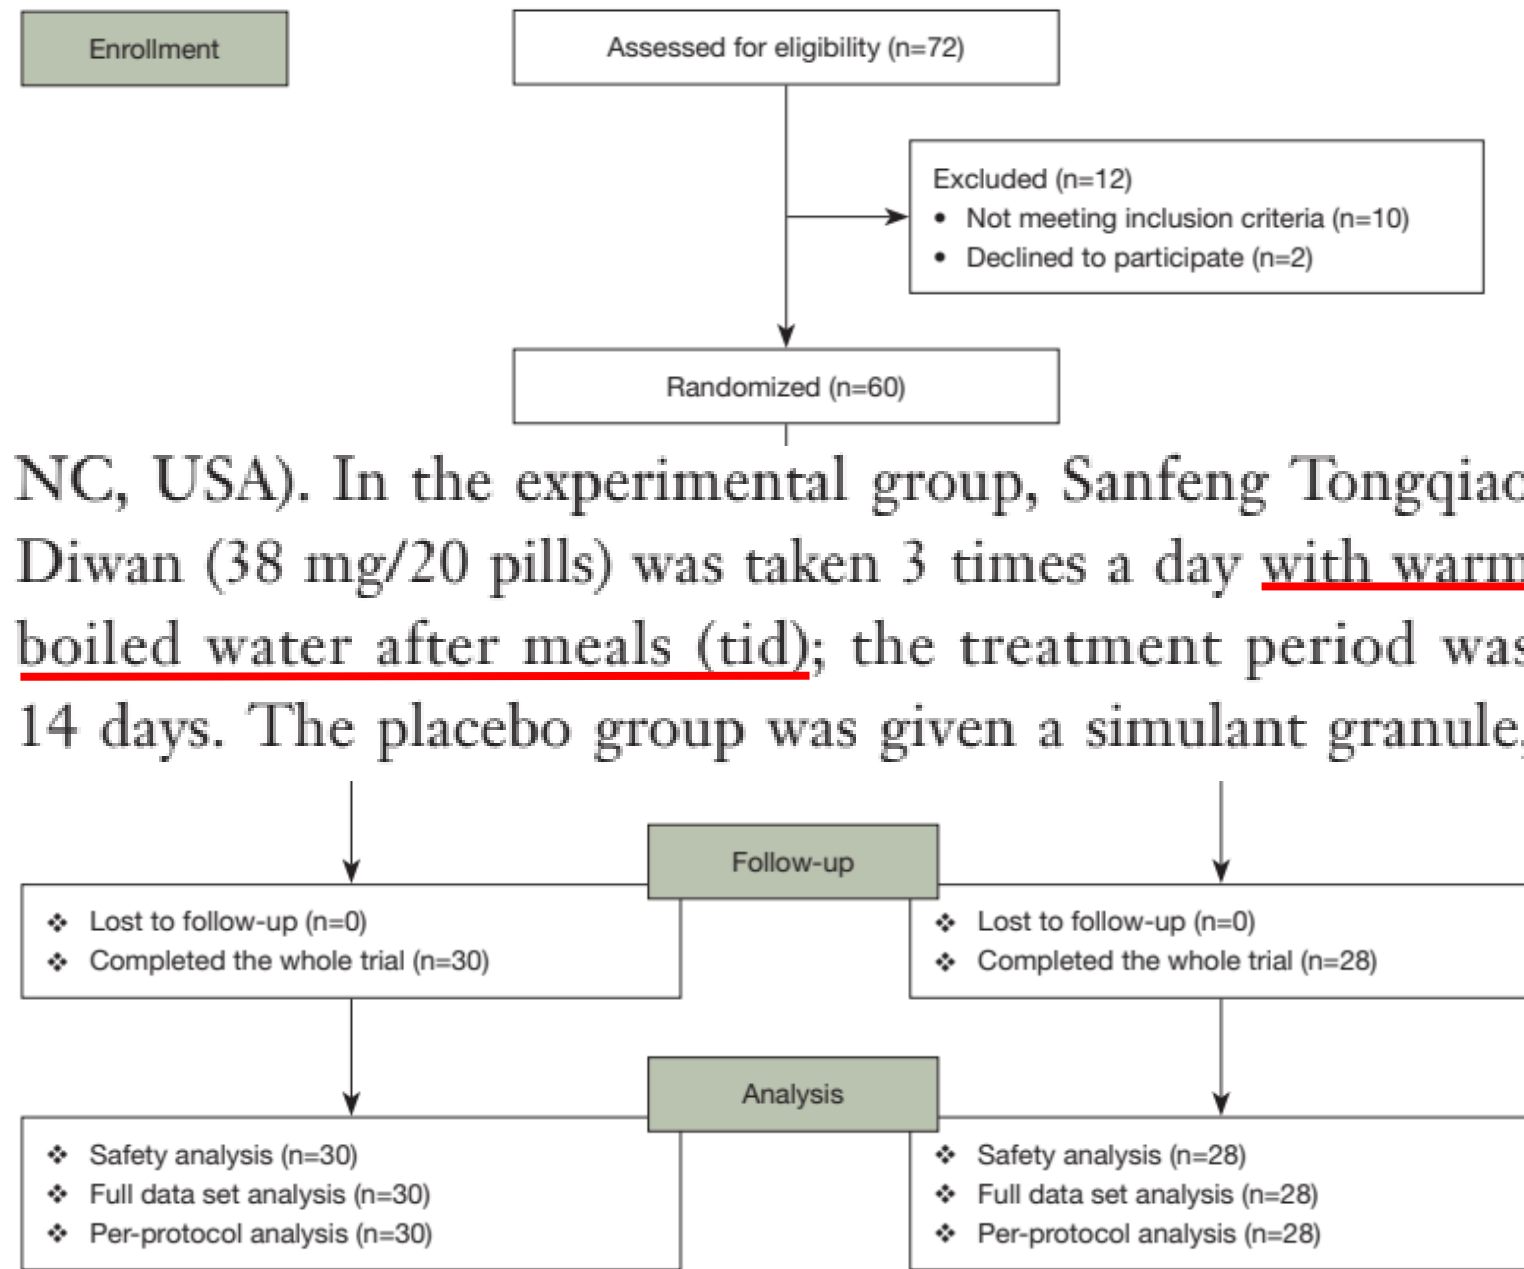 Enrollment
Assessed for eligibility (n=72)
Excluded (n=12)
• Not meeting inclusion criteria (n=10)
• Declined to participate (n=2)
Randomized (n=60)
NC, USA). In the experimental group, Sanfeng Tongqiao
Diwan (38 mg/20 pills) was taken 3 times a day with warm
boiled water after meals (tid); the treatment period was
14 days. The placebo group was given a simulant granule,
Follow-up
❖ Lost to follow-up (n=0)
❖ Completed the whole trial (n=30)
❖ Lost to follow-up (n=0)
❖ Completed the whole trial (n=28)
Analysis
❖ Safety analysis (n=30)
❖ Full data set analysis (n=30)
❖ Per-protocol analysis (n=30)
❖ Safety analysis (n=28)
❖ Full data set analysis (n=28)
❖ Per-protocol analysis (n=28)